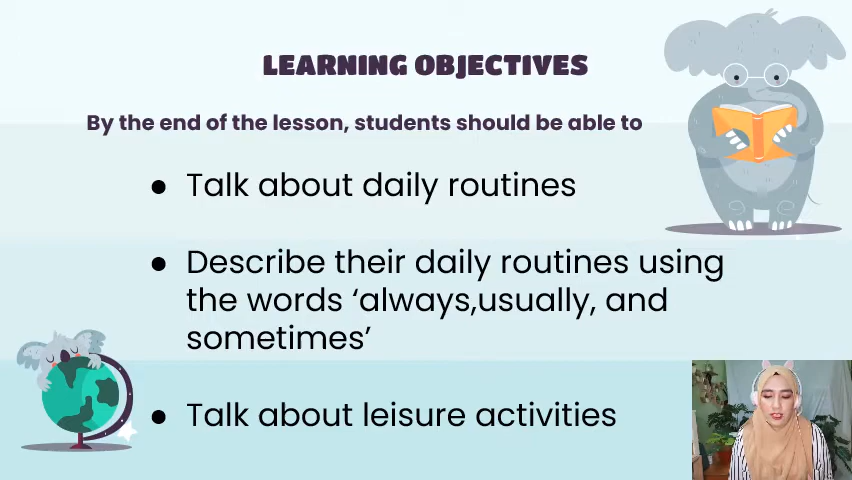 LEARNING OBJECTIVES
By the end of the lesson, students should be able to
● Talk about daily routines
● Describe their daily routines using
the words ‘always,usually, and
sometimes’
● Talk about leisure activities